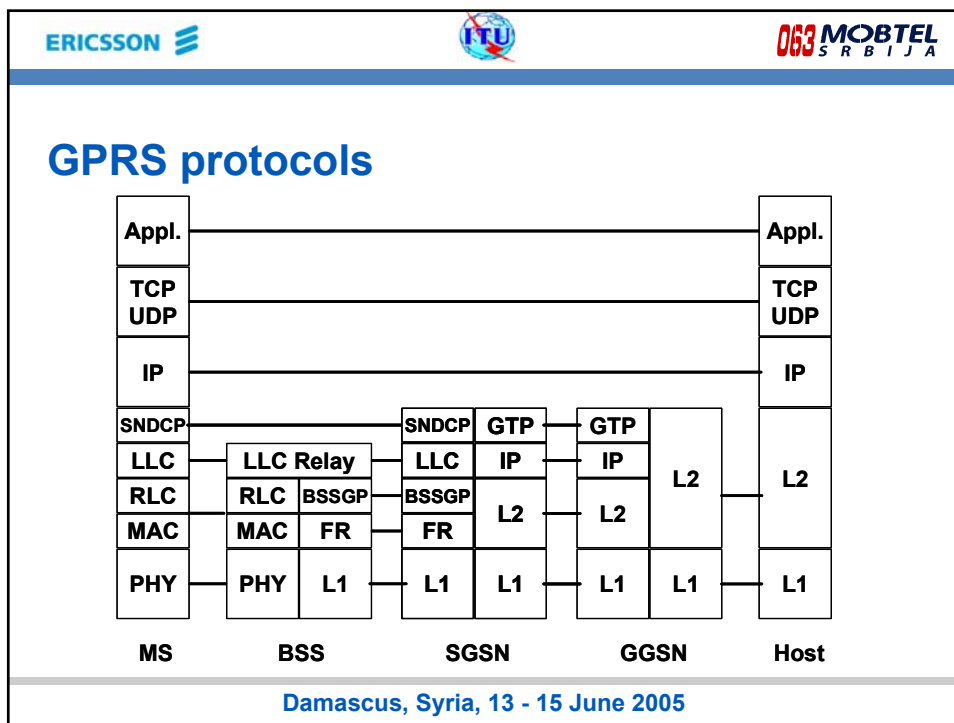 ERICSSON
ITU
063 MOBTEL
SRBIJA
GPRS protocols
Appl. Appl.
TCP UDP TCP UDP
IP IP
SNDCP SNDCP GTP GTP
LLC LLC Relay LLC IP IP L2 L2
RLC RLC BSSGP BSSGP L2 L2
MAC MAC FR FR
PHY PHY L1 L1 L1 L1 L1 L1
MS BSS SGSN GGSN Host
Damascus, Syria, 13 - 15 June 2005